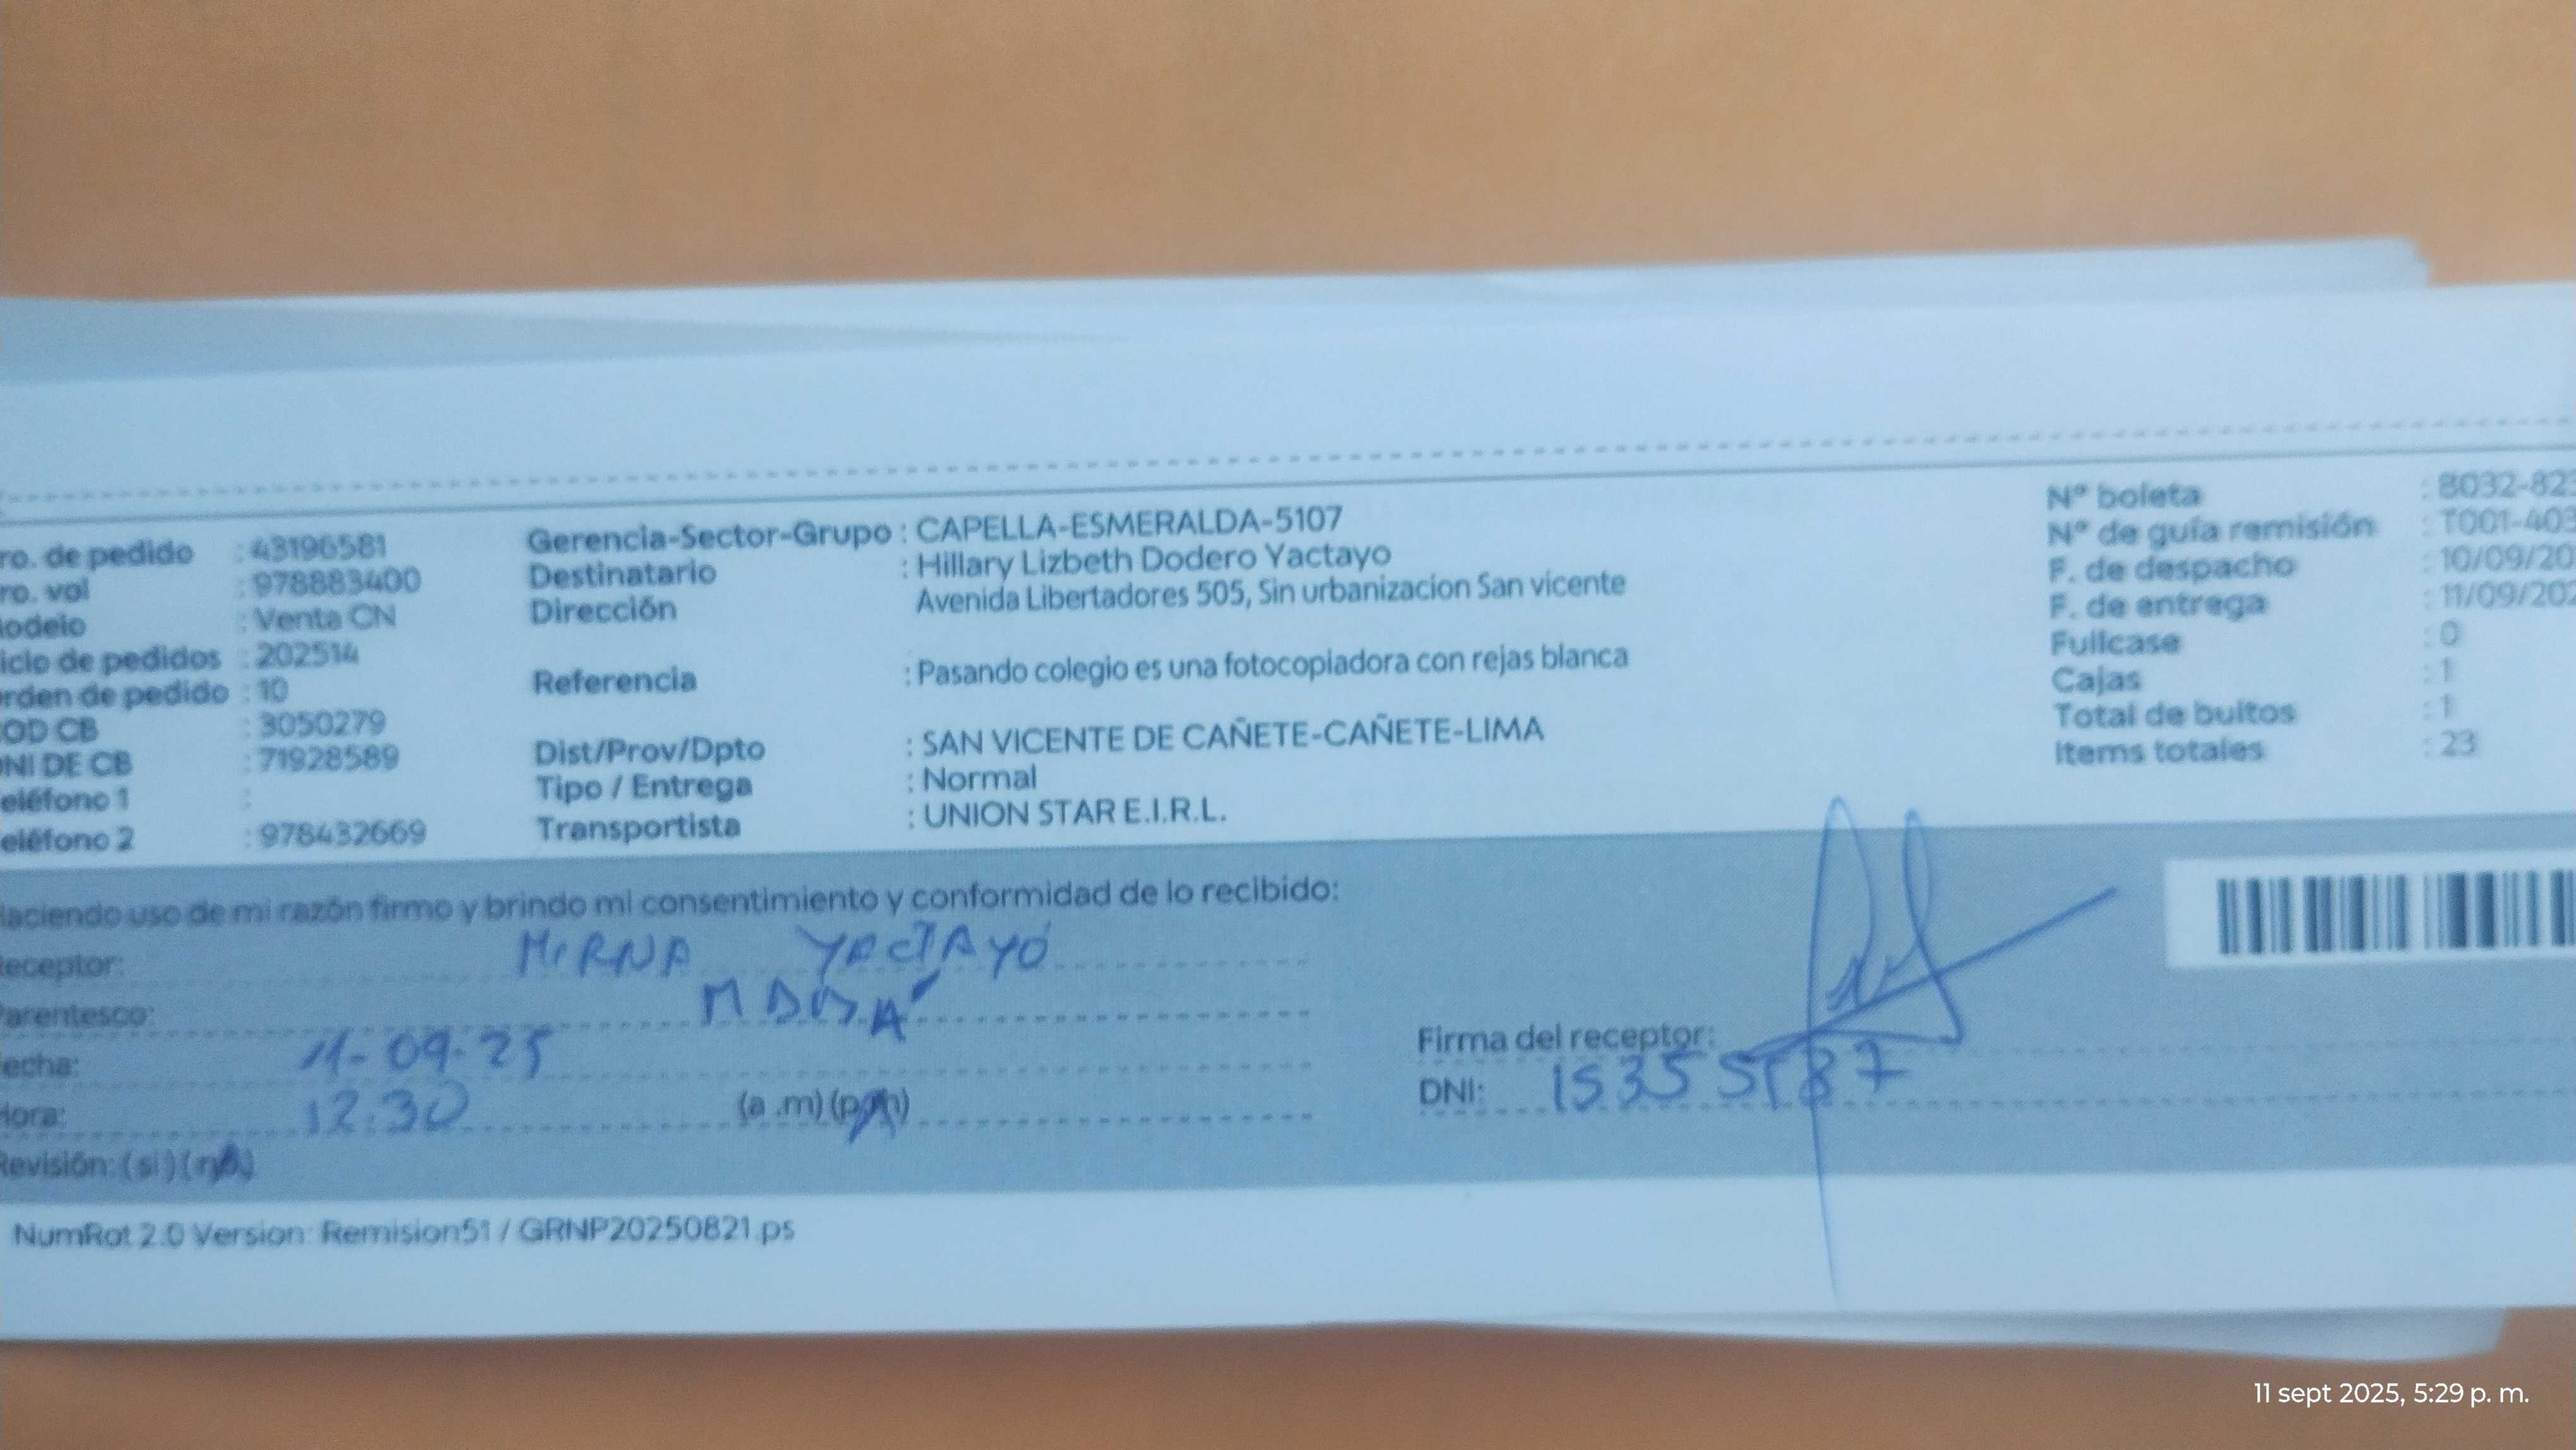 ro. de pedido : 43196581
ro. vol : 978883400
odelo : Venta CN
iclo de pedidos : 202514
rden de pedido : 10
OD CB : 3050279
NI DE CB : 71928589
eléfono 1 :
eléfono 2 : 978432669
Gerencia-Sector-Grupo : CAPELLA-ESMERALDA-5107
Destinatario : Hillary Lizbeth Dodero Yactayo
Dirección Avenida Libertadores 505, Sin urbanizacion San vicente
Referencia : Pasando colegio es una fotocopiadora con rejas blanca
Dist/Prov/Dpto : SAN VICENTE DE CAÑETE-CAÑETE-LIMA
Tipo / Entrega : Normal
Transportista : UNION STAR E.I.R.L.
N° boleta : B032-823
N° de guía remisión : T001-403
F. de despacho : 10/09/20
F. de entrega : 11/09/202
Fullcase : 0
Cajas : 1
Total de bultos : 1
Items totales : 23
aciendo uso de mi razón firmo y brindo mi consentimiento y conformidad de lo recibido:
eceptor: MIRNA YACTAYO
arentesco: MAMÁ
echa: 11-09-25
ora: 12:30 (a .m) (p.m)
Revisión: (si) (no)
Firma del receptor:
DNI:
NumRot 2.0 Version: Remision51 / GRNP20250821.ps
11 sept 2025, 5:29 p. m.